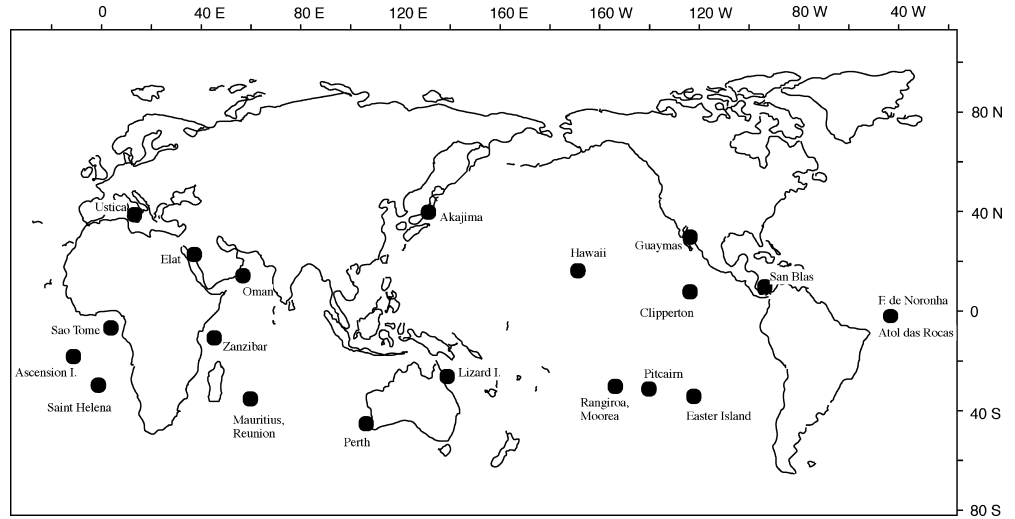 0 40 E 80 E 120 E 160 E 160 W 120 W 80 W 40 W
80 N
Ustica
40 N
Akajima
Guaymas
Hawaii
Elat
San Blas
Oman
F. de Noronha
Clipperton
0
Sao Tome
Atol das Rocas
Zanzibar
Ascension I.
Lizard I.
Pitcairn
Saint Helena
Rangiroa,
Moorea
40 S
Easter Island
Mauritius,
Reunion
Perth
80 S